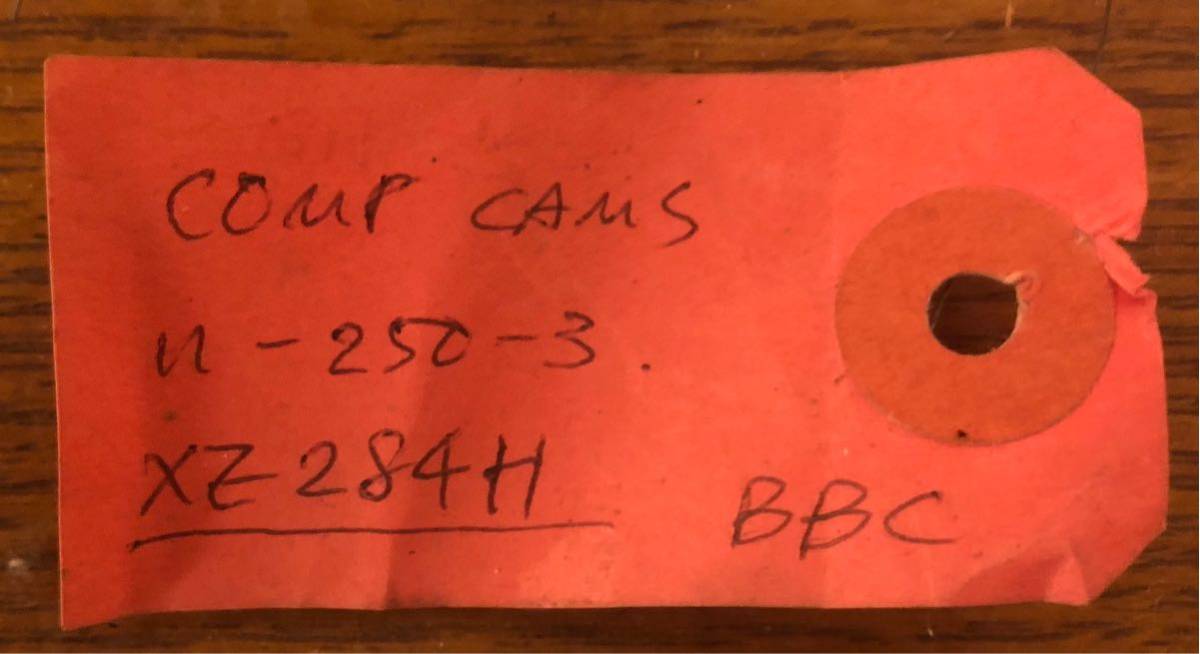 COMP CAMS
11-250-3.
XE284H
BBC